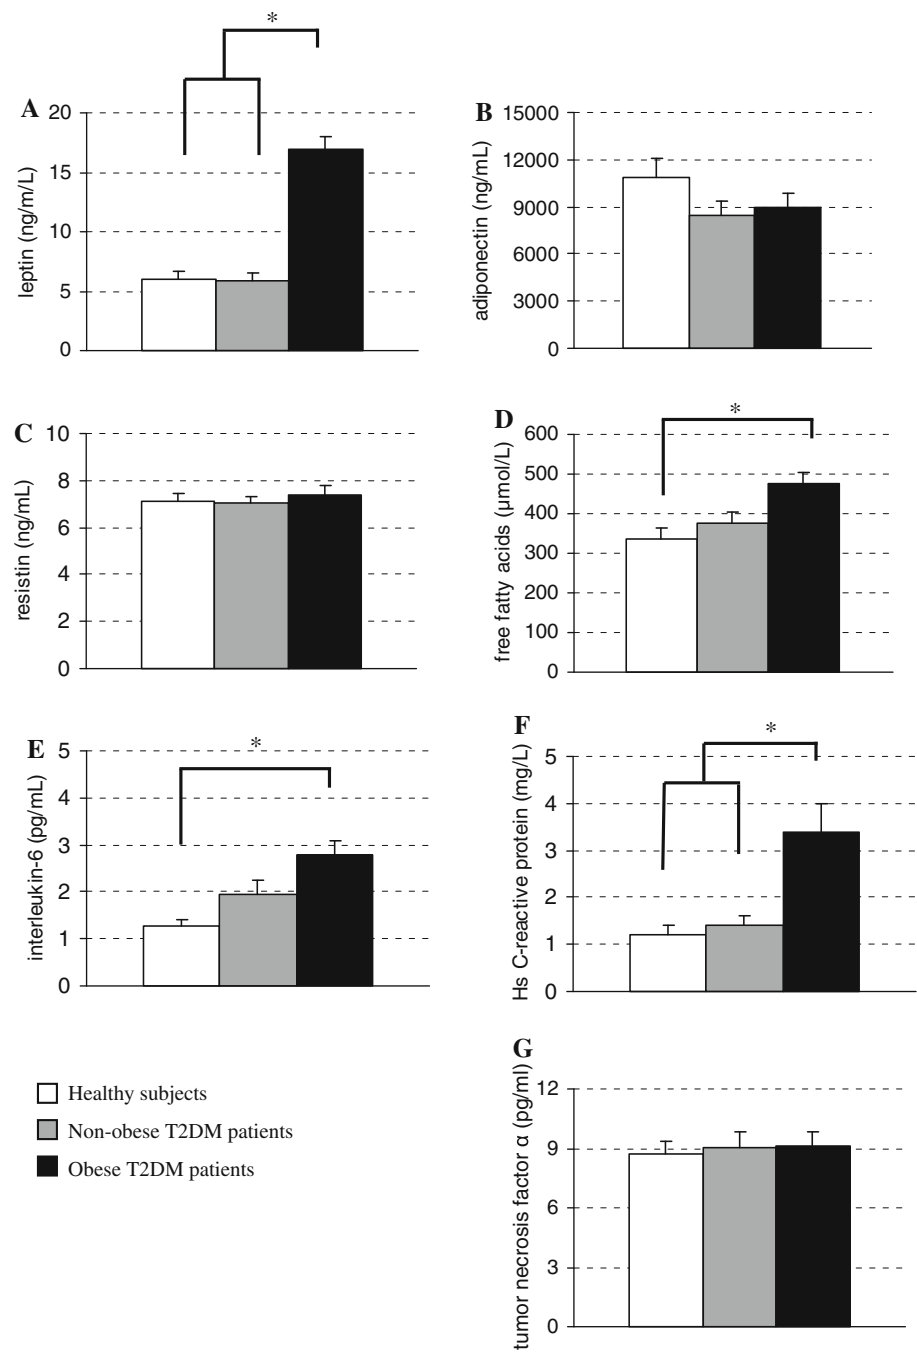 *
A
20
15
10
5
0
leptin (ng/m/L)
B
15000
12000
9000
6000
3000
0
adiponectin (ng/mL)
C
10
8
6
4
2
0
resistin (ng/mL)
D
*
600
500
400
300
200
100
0
free fatty acids (µmol/L)
E
*
5
4
3
2
1
0
interleukin-6 (pg/mL)
F
*
5
4
3
2
1
0
Hs C-reactive protein (mg/L)
Healthy subjects
Non-obese T2DM patients
Obese T2DM patients
G
12
9
6
3
0
tumor necrosis factor α (pg/ml)